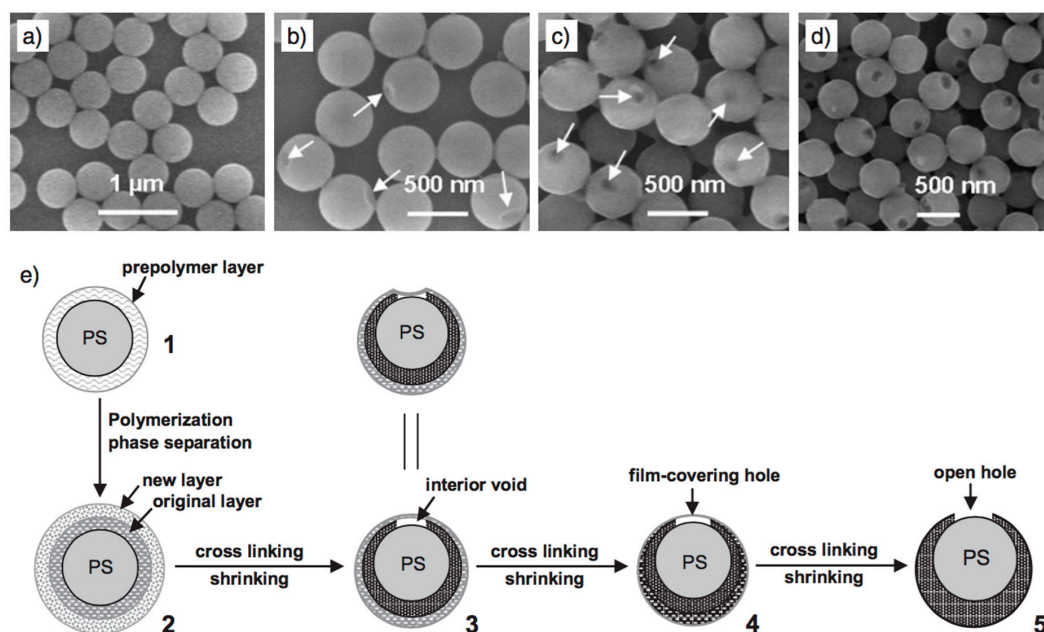 a)
1 µm
b)
500 nm
c)
500 nm
d)
500 nm
e)
prepolymer layer
PS
1
PS
Polymerization
phase separation
new layer
original layer
PS
2
cross linking
shrinking
interior void
PS
3
cross linking
shrinking
film-covering hole
PS
4
cross linking
shrinking
open hole
PS
5